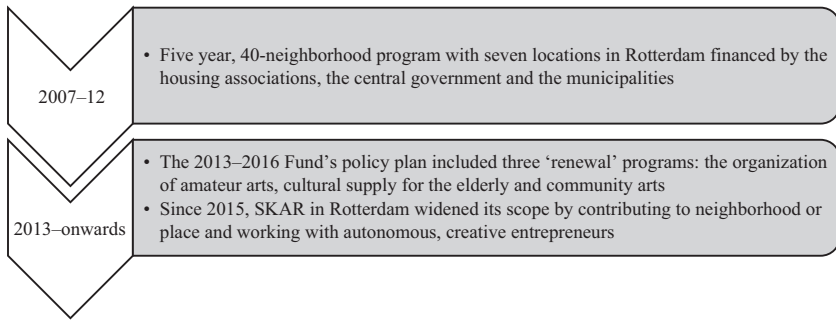 2007–12
• Five year, 40-neighborhood program with seven locations in Rotterdam financed by the
housing associations, the central government and the municipalities
2013–onwards
• The 2013–2016 Fund's policy plan included three ‘renewal’ programs: the organization
of amateur arts, cultural supply for the elderly and community arts
• Since 2015, SKAR in Rotterdam widened its scope by contributing to neighborhood or
place and working with autonomous, creative entrepreneurs